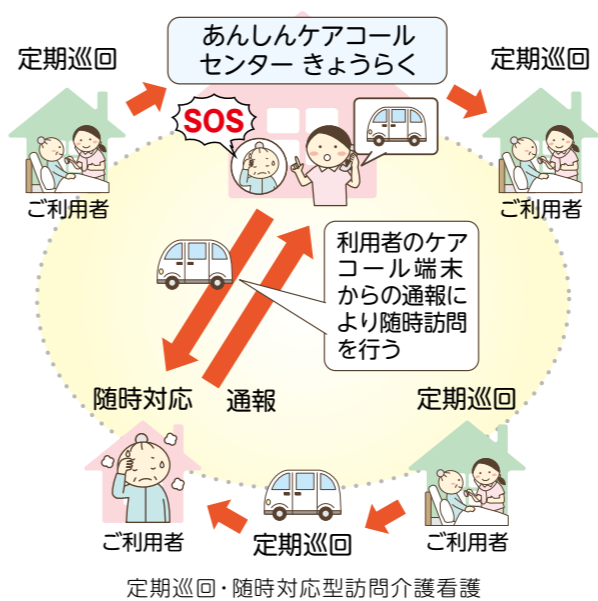 あんしんケアコール
センター きょうらく
定期巡回
定期巡回
SOS
ご利用者
ご利用者
利用者のケア
コール端末
からの通報に
より随時訪問
を行う
随時対応
通報
定期巡回
ご利用者
定期巡回
ご利用者
定期巡回・随時対応型訪問介護看護